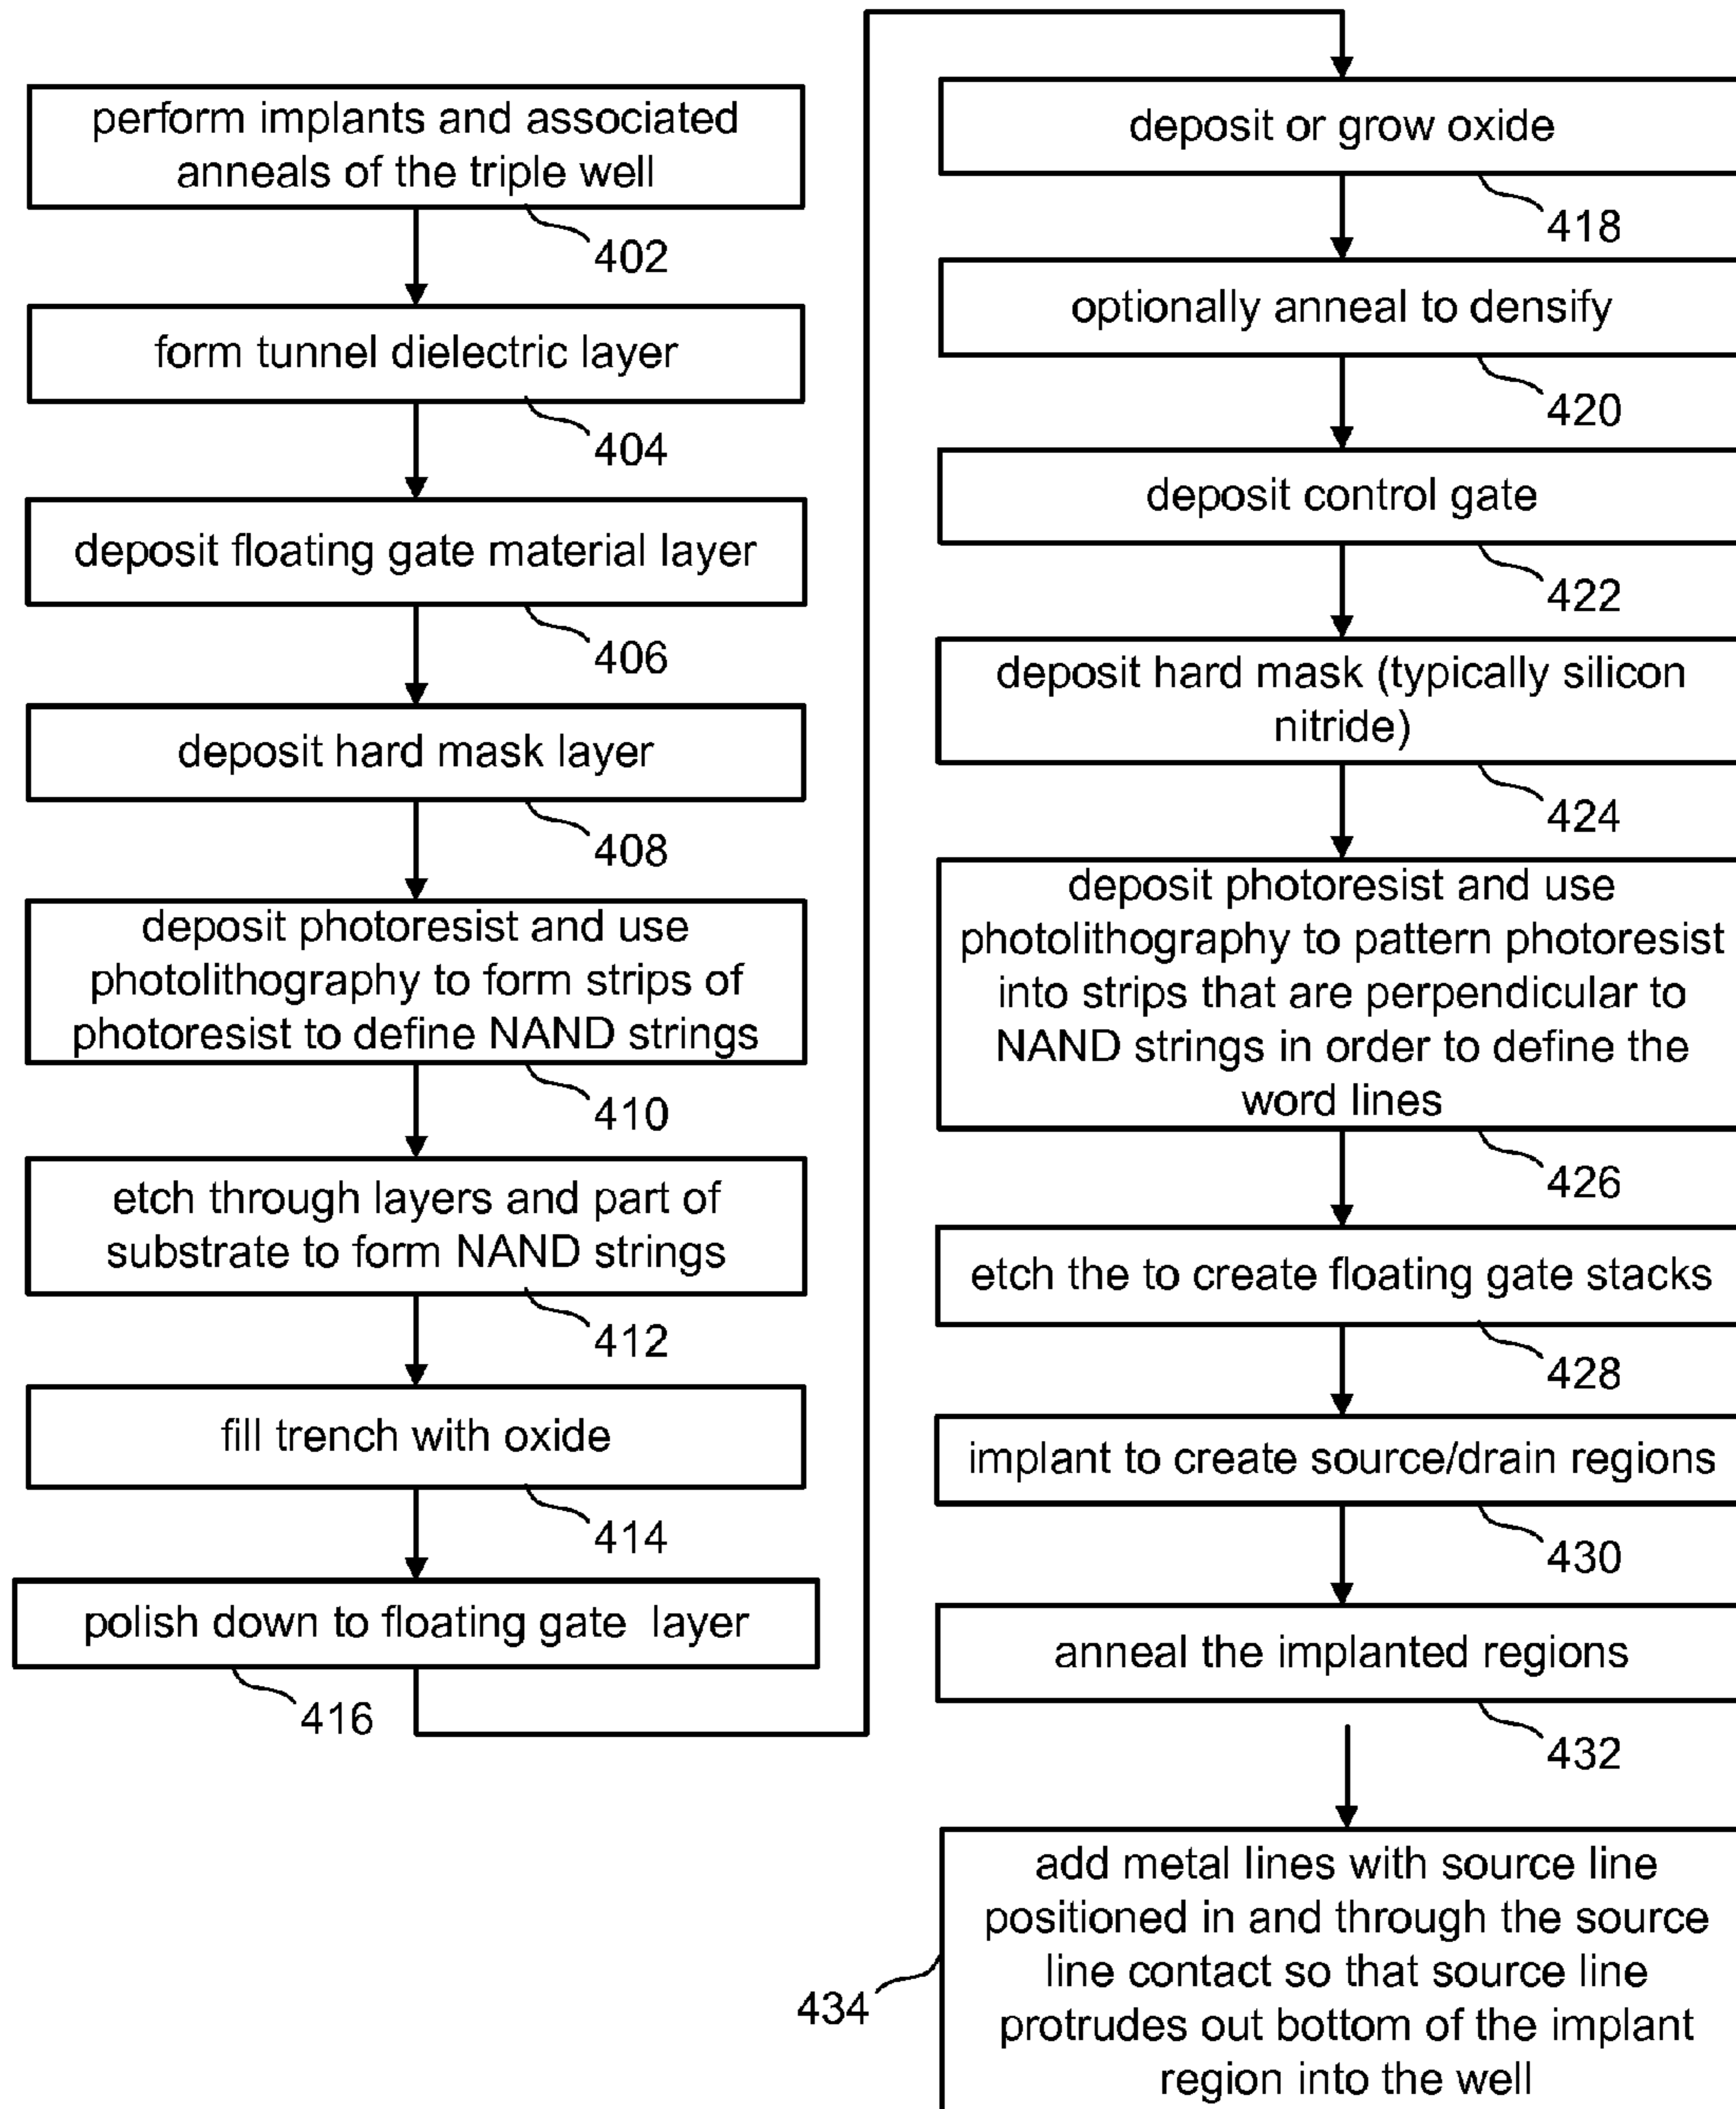 perform implants and associated
anneals of the triple well
402
form tunnel dielectric layer
404
deposit floating gate material layer
406
deposit hard mask layer
408
deposit photoresist and use
photolithography to form strips of
photoresist to define NAND strings
410
etch through layers and part of
substrate to form NAND strings
412
fill trench with oxide
414
polish down to floating gate layer
416
deposit or grow oxide
418
optionally anneal to densify
420
deposit control gate
422
deposit hard mask (typically silicon
nitride)
424
deposit photoresist and use
photolithography to pattern photoresist
into strips that are perpendicular to
NAND strings in order to define the
word lines
426
etch the to create floating gate stacks
428
implant to create source/drain regions
430
anneal the implanted regions
432
add metal lines with source line
positioned in and through the source
line contact so that source line
protrudes out bottom of the implant
region into the well
434